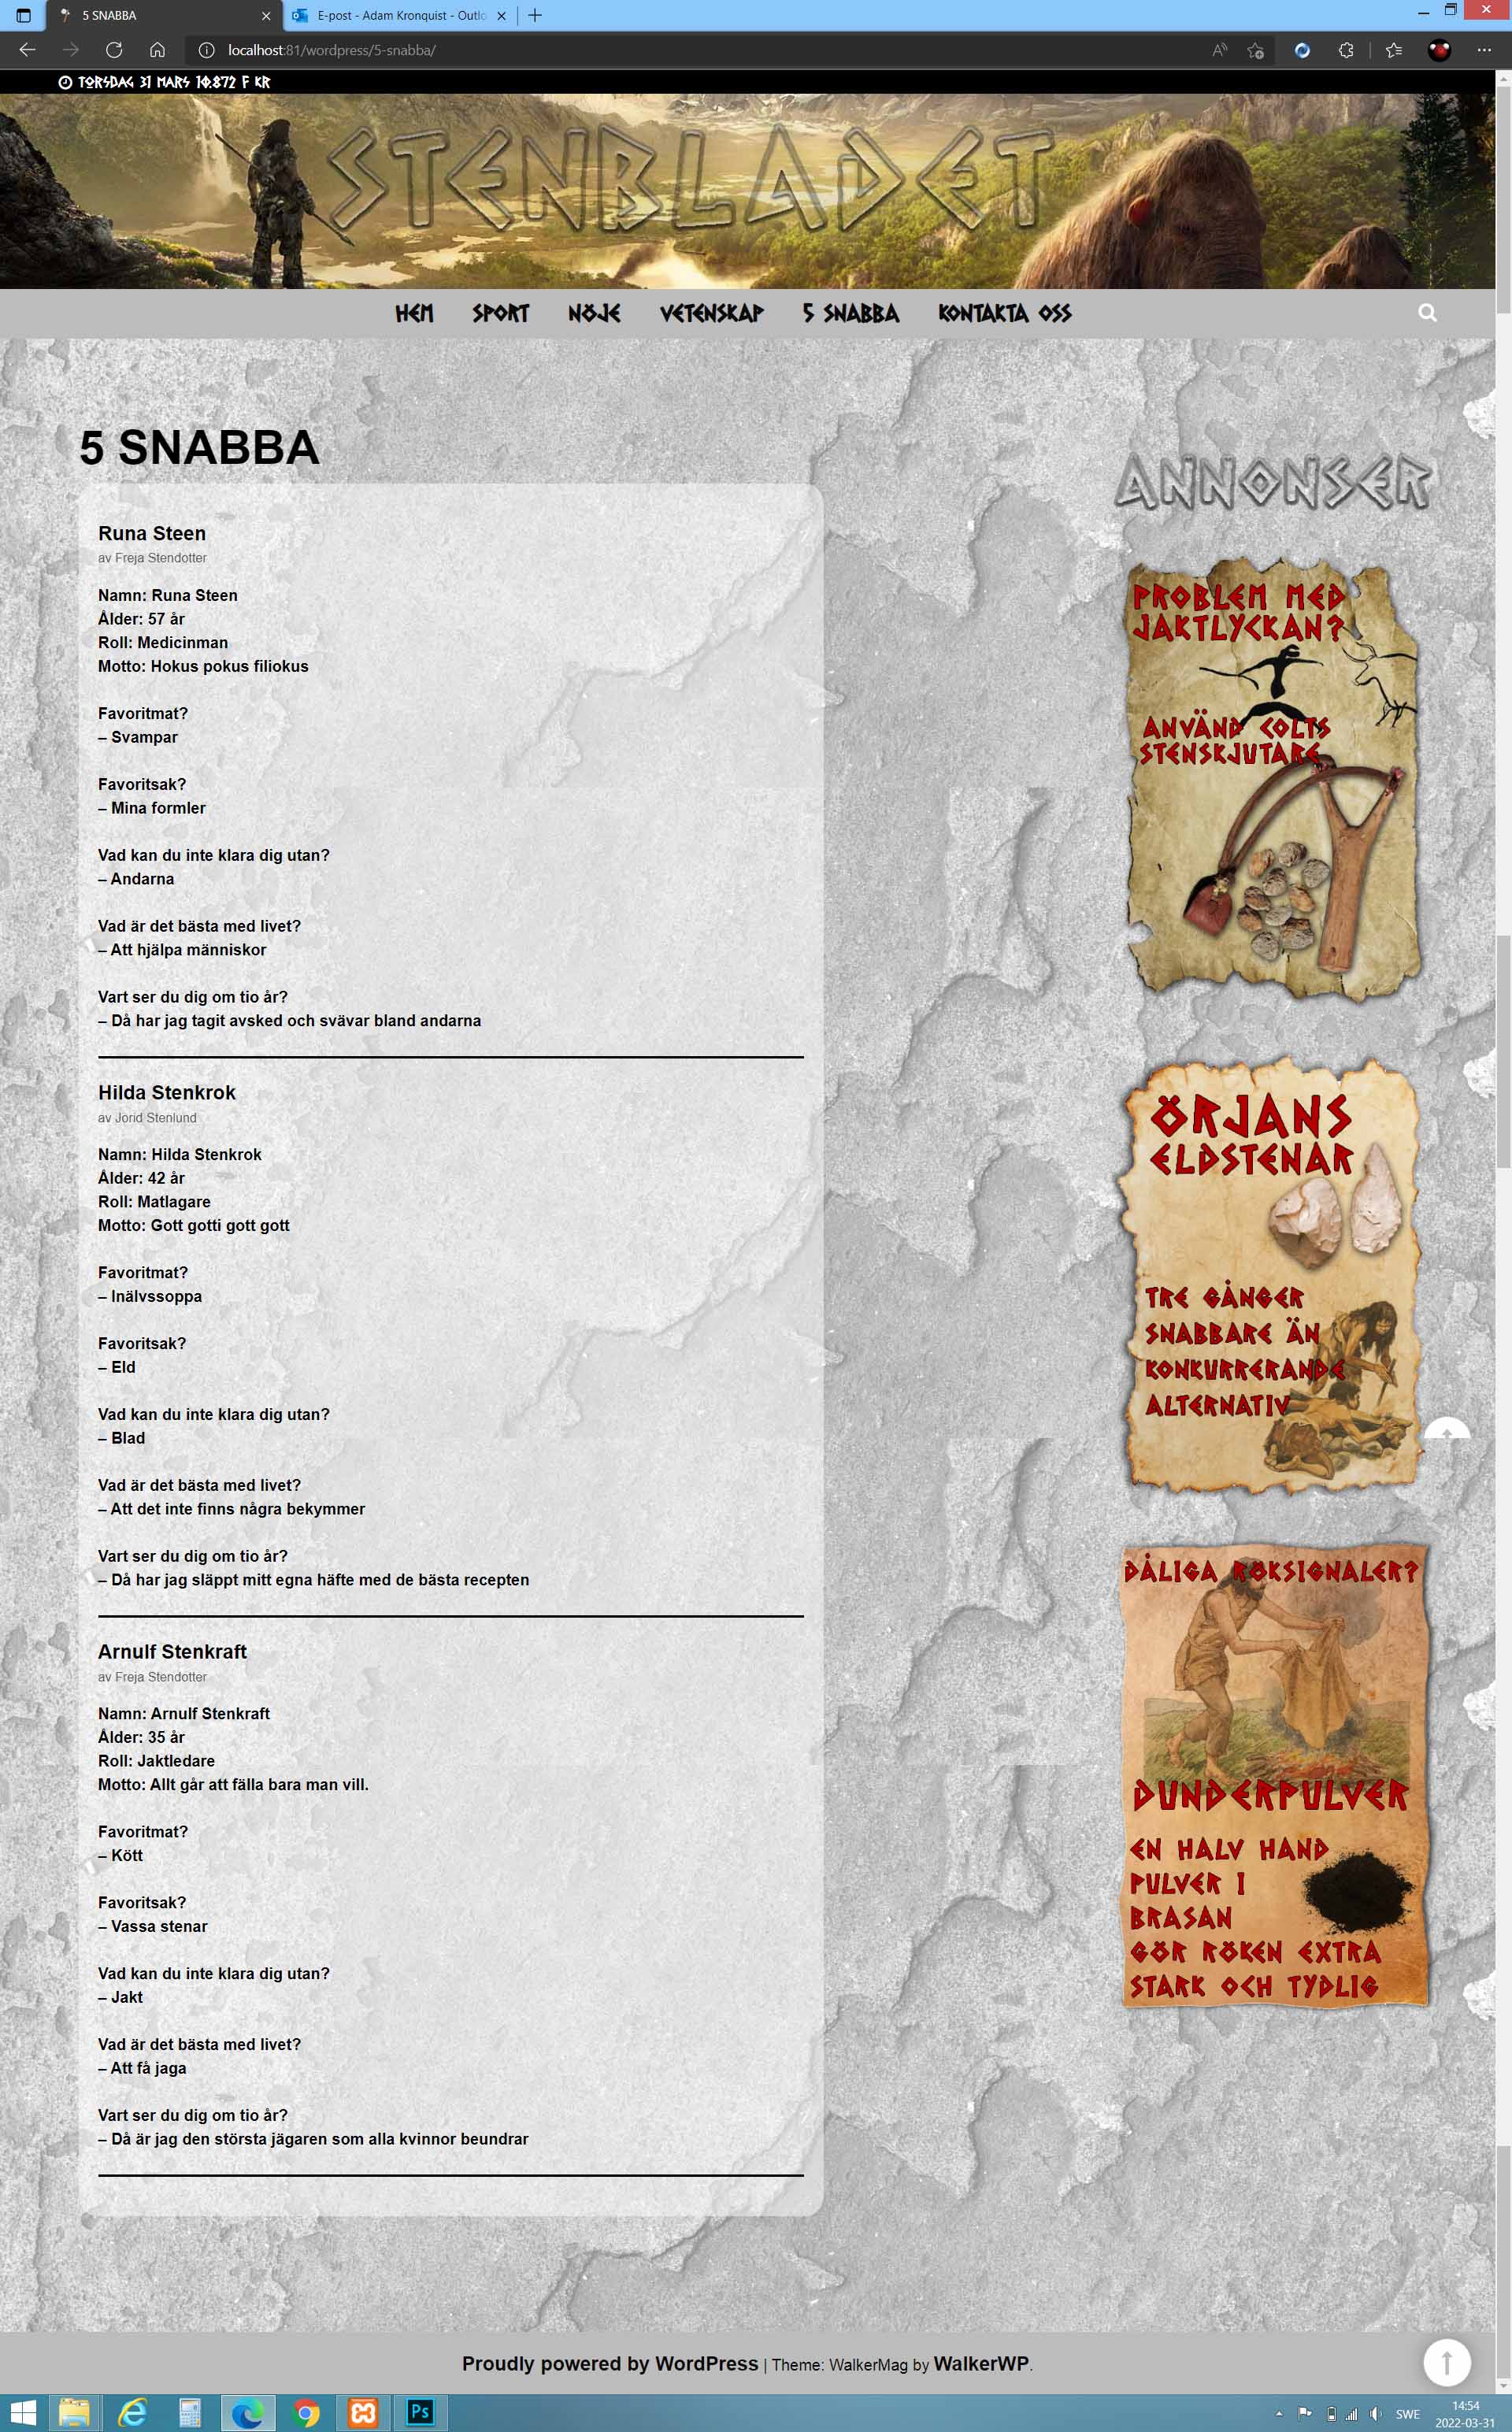 5 SNABBA
E-post - Adam Kronquist - Outlo
localhost:81/wordpress/5-snabba/
TORSDAG 31 MARS 10.872 F KR
STENBLADET
HEM SPORT NÖJE VETENSKAP 5 SNABBA KONTAKTA OSS
5 SNABBA
Runa Steen
av Freja Stendotter
Namn: Runa Steen
Ålder: 57 år
Roll: Medicinman
Motto: Hokus pokus filiokus
Favoritmat?
– Svampar
Favoritsak?
– Mina formler
Vad kan du inte klara dig utan?
– Andarna
Vad är det bästa med livet?
– Att hjälpa människor
Vart ser du dig om tio år?
– Då har jag tagit avsked och svävar bland andarna
Hilda Stenkrok
av Jorid Stenlund
Namn: Hilda Stenkrok
Ålder: 42 år
Roll: Matlagare
Motto: Gott gotti gott gott
Favoritmat?
– Inälvssoppa
Favoritsak?
– Eld
Vad kan du inte klara dig utan?
– Blad
Vad är det bästa med livet?
– Att det inte finns några bekymmer
Vart ser du dig om tio år?
– Då har jag släppt mitt egna häfte med de bästa recepten
Arnulf Stenkraft
av Freja Stendotter
Namn: Arnulf Stenkraft
Ålder: 35 år
Roll: Jaktledare
Motto: Allt går att fälla bara man vill.
Favoritmat?
– Kött
Favoritsak?
– Vassa stenar
Vad kan du inte klara dig utan?
– Jakt
Vad är det bästa med livet?
– Att få jaga
Vart ser du dig om tio år?
– Då är jag den största jägaren som alla kvinnor beundrar
ANNONSER
PROBLEM MED
JAKTLYCKAN?
ANVÄND COLTS
STENSKJUTARE
ÖRJANS
ELDSTENAR
TRE GÅNGER
SNABBARE ÄN
KONKURRERANDE
ALTERNATIV
DÅLIGA RÖKSIGNALER?
DUNDERPULVER
EN HALV HAND
PULVER I
BRASAN
GÖR RÖKEN EXTRA
STARK OCH TYDLIG
Proudly powered by WordPress | Theme: WalkerMag by WalkerWP.
Ps
SWE
14:54
2022-03-31